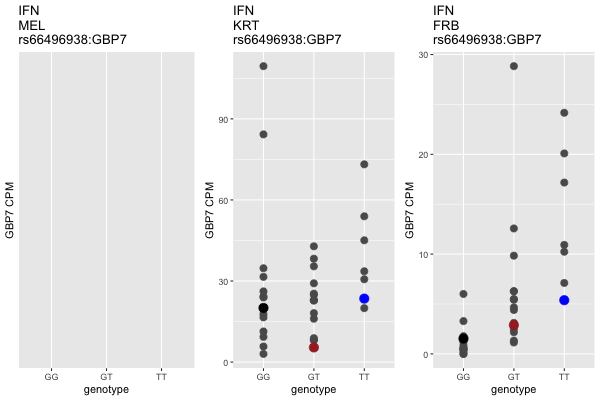 IFN
MEL
rs66496938:GBP7
GBP7 CPM
GG GT TT
genotype
IFN
KRT
rs66496938:GBP7
GBP7 CPM
90
60
30
0
GG GT TT
genotype
IFN
FRB
rs66496938:GBP7
GBP7 CPM
30
20
10
0
GG GT TT
genotype